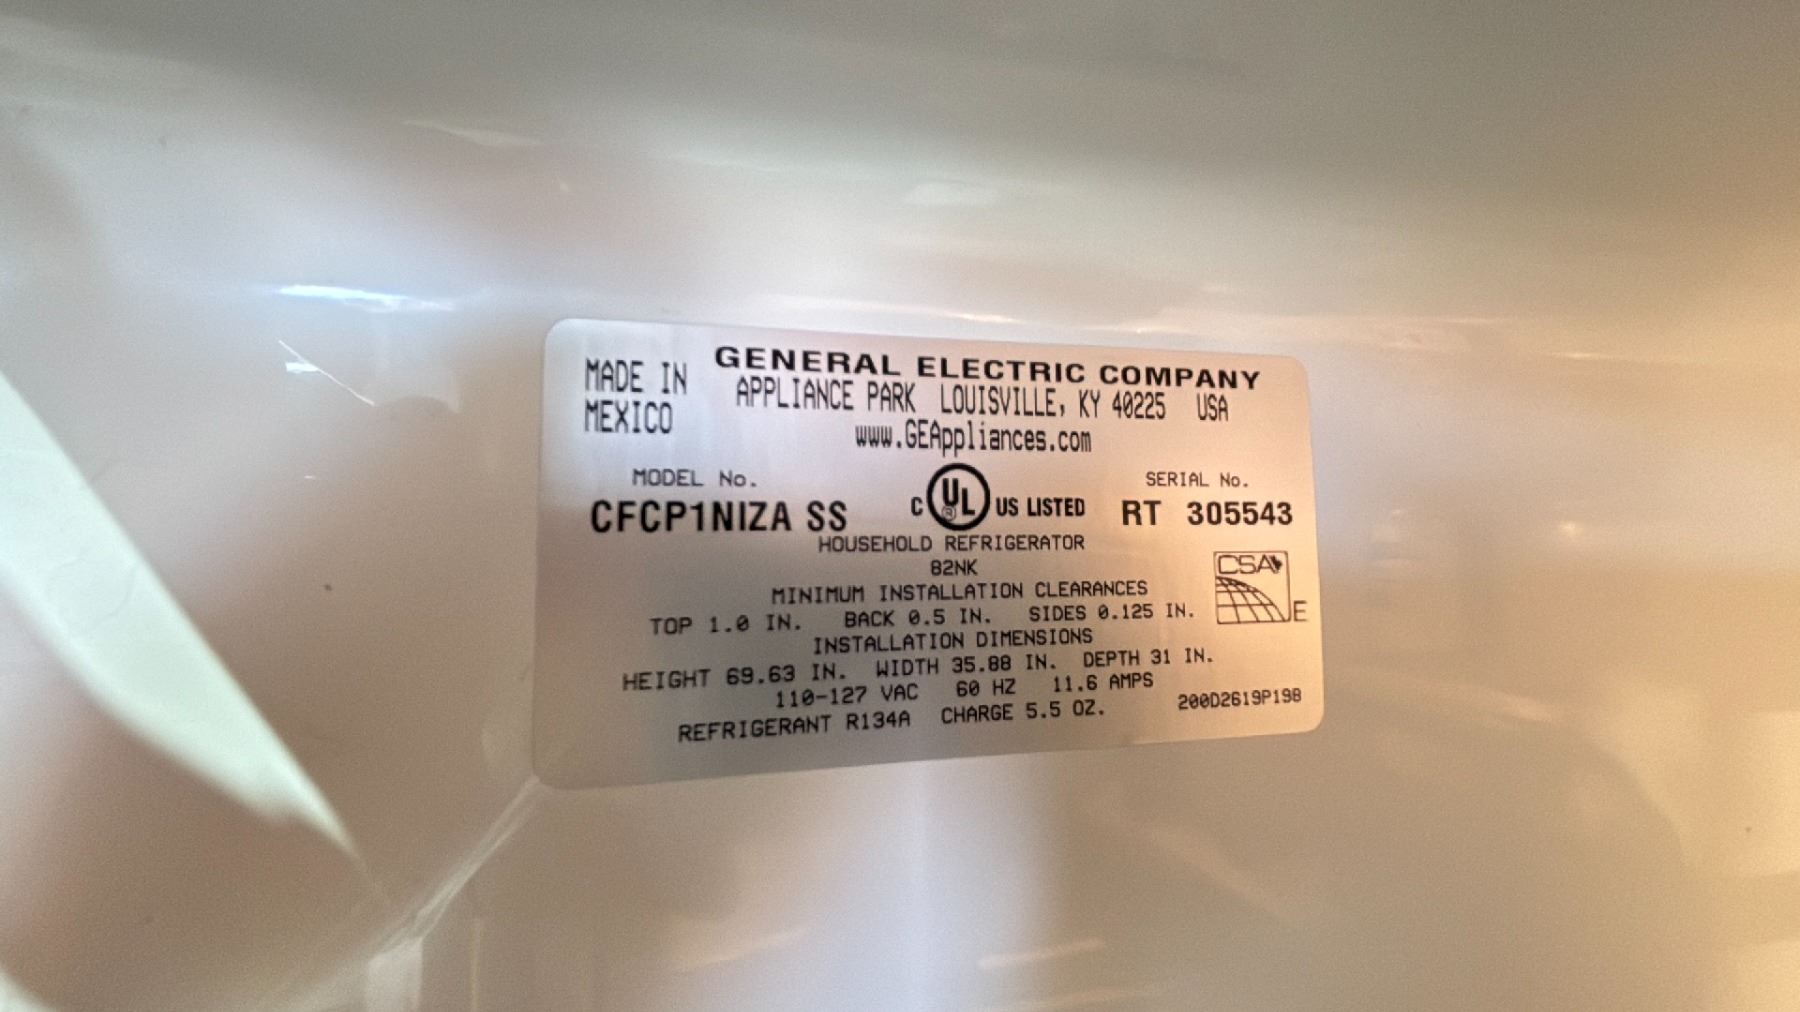 MADE IN
MEXICO
GENERAL ELECTRIC COMPANY
APPLIANCE PARK LOUISVILLE, KY 40225 USA
www.GEAppliances.com
MODEL No.
CFCP1NIZA SS
C UL ® US LISTED
SERIAL No.
RT 305543
HOUSEHOLD REFRIGERATOR
82NK
MINIMUM INSTALLATION CLEARANCES
TOP 1.0 IN. BACK 0.5 IN. SIDES 0.125 IN.
CSA
E
INSTALLATION DIMENSIONS
HEIGHT 69.63 IN. WIDTH 35.88 IN. DEPTH 31 IN.
110-127 VAC 60 HZ 11.6 AMPS
REFRIGERANT R134A CHARGE 5.5 OZ.
200D2619P198